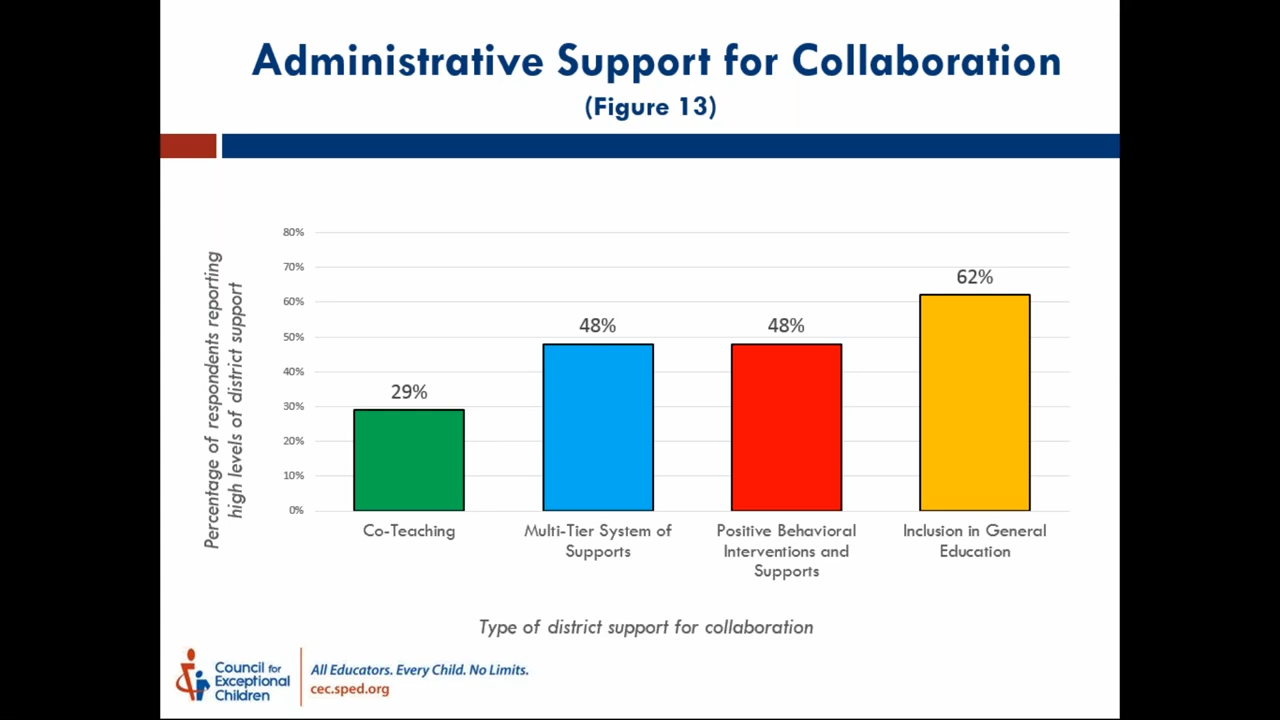 Administrative Support for Collaboration
(Figure 13)
Percentage of respondents reporting
high levels of district support
80%
70%
60%
50%
40%
30%
20%
10%
0%
29%
48%
48%
62%
Co-Teaching
Multi-Tier System of
Supports
Positive Behavioral
Interventions and
Supports
Inclusion in General
Education
Type of district support for collaboration
Council for
Exceptional
Children
All Educators. Every Child. No Limits.
cec.sped.org